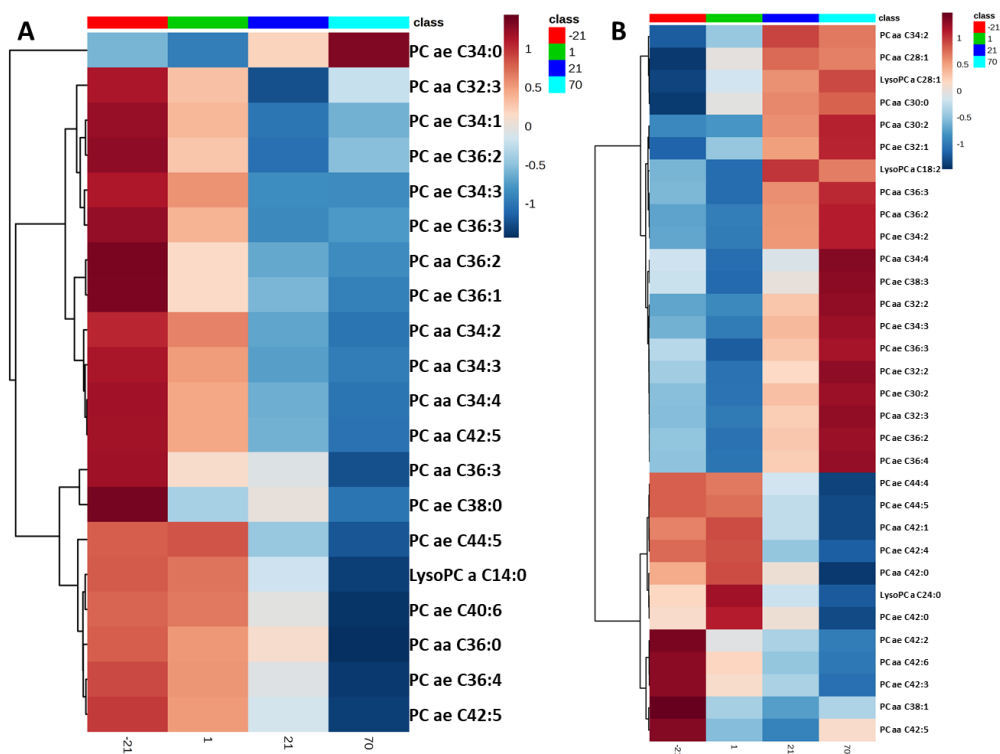 A
class
class
-21
1
21
70
1
0.5
0
-0.5
-1
PC ae C34:0
PC aa C32:3
PC ae C34:1
PC ae C36:2
PC ae C34:3
PC ae C36:3
PC aa C36:2
PC ae C36:1
PC aa C34:2
PC aa C34:3
PC aa C34:4
PC aa C42:5
PC aa C36:3
PC ae C38:0
PC ae C44:5
LysoPC a C14:0
PC ae C40:6
PC aa C36:0
PC ae C36:4
PC ae C42:5
-21
1
21
70
B
class
class
-21
1
21
70
1
0.5
0
-0.5
-1
PC aa C34:2
PC aa C28:1
LysoPC a C28:1
PC aa C30:0
PC aa C30:2
PC ae C32:1
LysoPC a C18:2
PC aa C36:3
PC aa C36:2
PC ae C34:2
PC aa C34:4
PC ae C38:3
PC aa C32:2
PC ae C34:3
PC ae C36:3
PC ae C32:2
PC ae C30:2
PC aa C32:3
PC ae C36:2
PC ae C36:4
PC ae C44:4
PC ae C44:5
PC aa C42:1
PC ae C42:4
PC aa C42:0
LysoPC a C24:0
PC ae C42:0
PC ae C42:2
PC aa C42:6
PC ae C42:3
PC aa C38:1
PC aa C42:5
1
21
70